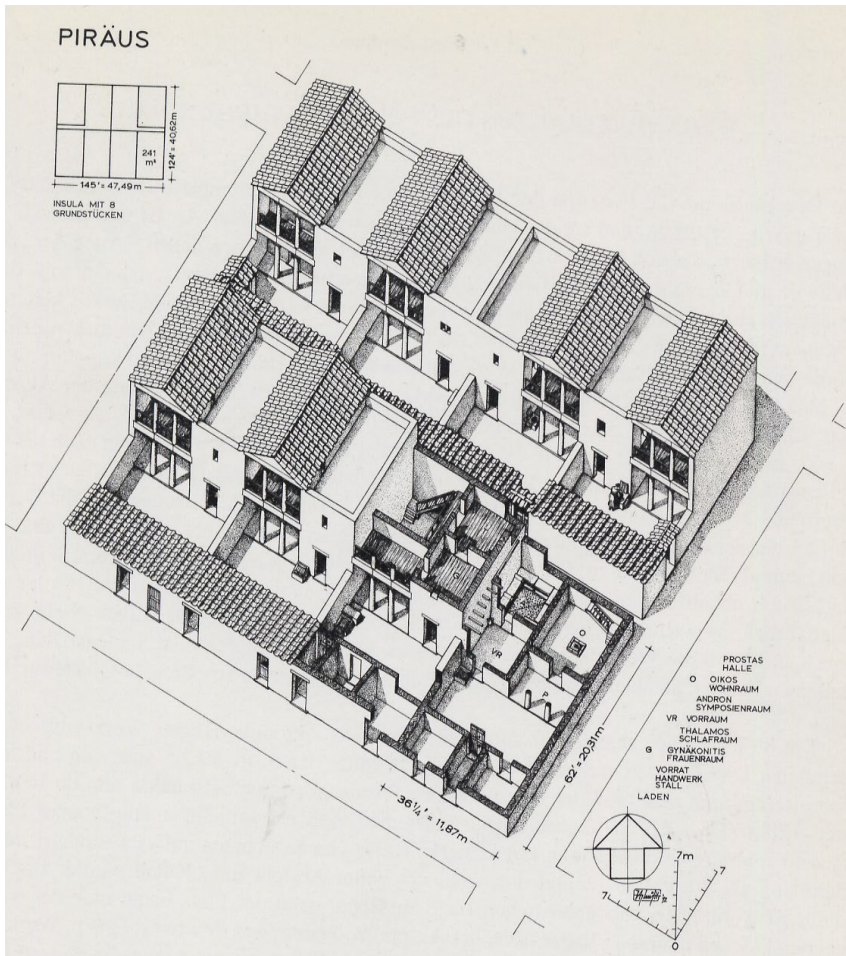 PIRÄUS
241
m²
124' = 40,62m
145' = 47,49m
INSULA MIT 8
GRUNDSTÜCKEN
VR
O
P
G
62' = 20,31m
36 1/4' = 11,87m
PROSTAS
HALLE
O OIKOS
WOHNRAUM
ANDRON
SYMPOSIENRAUM
VR VORRAUM
THALAMOS
SCHLAFRAUM
G GYNÄKONITIS
FRAUENRAUM
VORRAT
HANDWERK
STALL
LADEN
7m
7
7
0